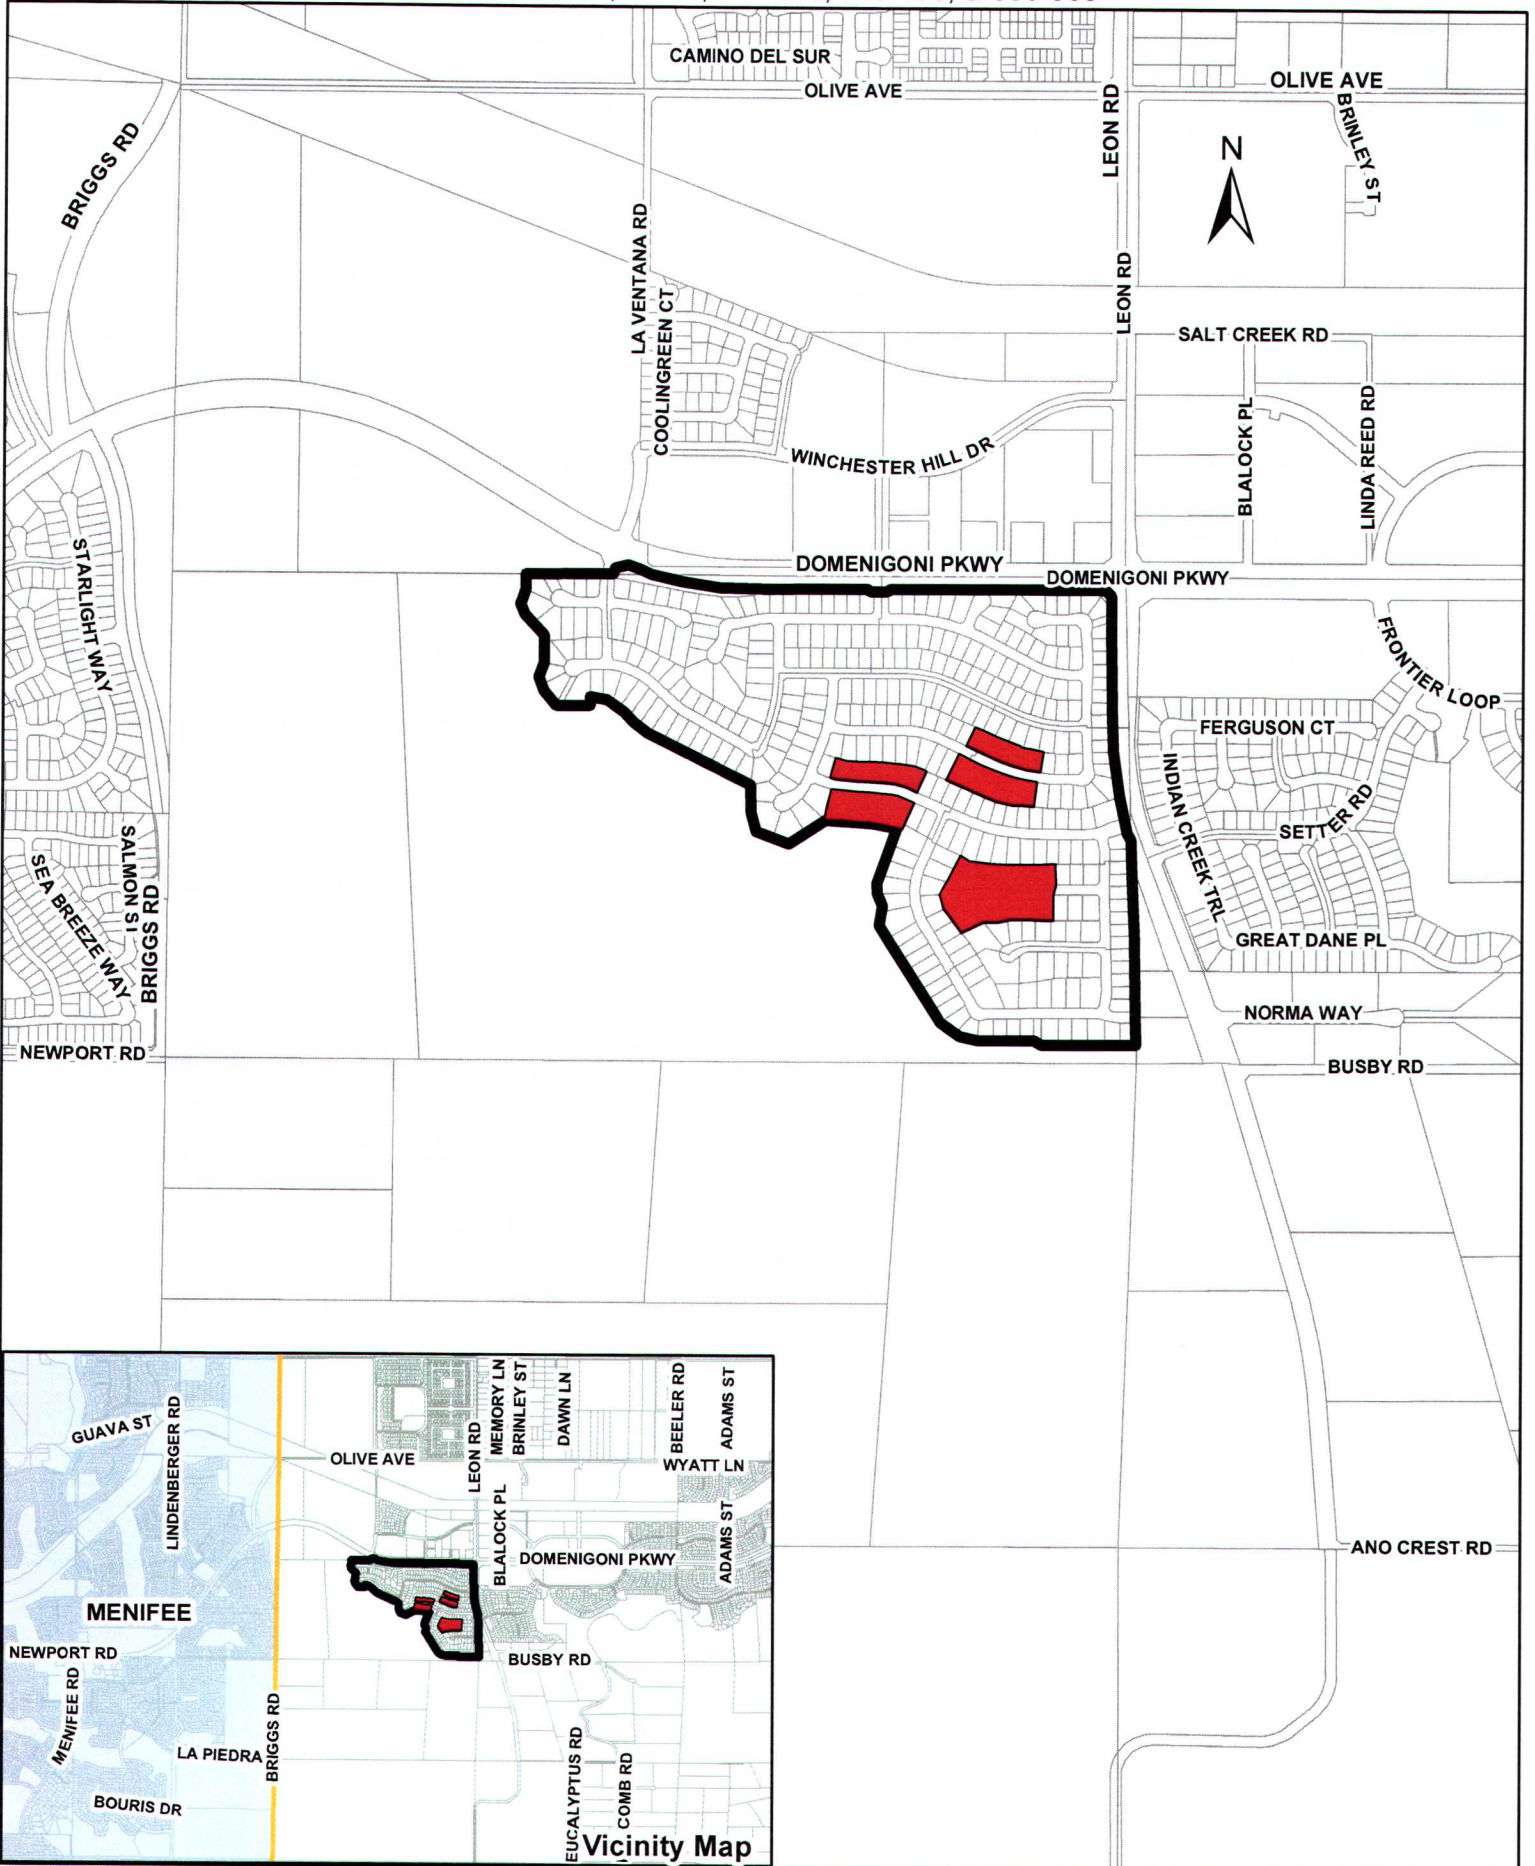 CAMINO DEL SUR
OLIVE AVE
OLIVE AVE
BRIGGS RD
LEON RD
BRINLEY ST
N
LA VENTANA RD
COOLINGREEN CT
LEON RD
SALT CREEK RD
BLALOCK PL
LINDA REED RD
WINCHESTER HILL DR
STARLIGHT WAY
DOMENIGONI PKWY
DOMENIGONI PKWY
FRONTIER LOOP
FERGUSON CT
INDIAN CREEK TRL
SETTER RD
SALMON
SEA BREEZE WAY
BRIGGS RD
GREAT DANE PL
NORMA WAY
NEWPORT RD
BUSBY RD
ANO CREST RD
GUAVA ST
LINDENBERGER RD
OLIVE AVE
LEON RD
MEMORY LN
BRINLEY ST
DAWN LN
BEELER RD
ADAMS ST
WYATT LN
BLALOCK PL
DOMENIGONI PKWY
ADAMS ST
MENIFEE
NEWPORT RD
MENIFEE RD
BUSBY RD
BRIGGS RD
LA PIEDRA
BOURIS DR
EUCALYPTUS RD
COMB RD
Vicinity Map